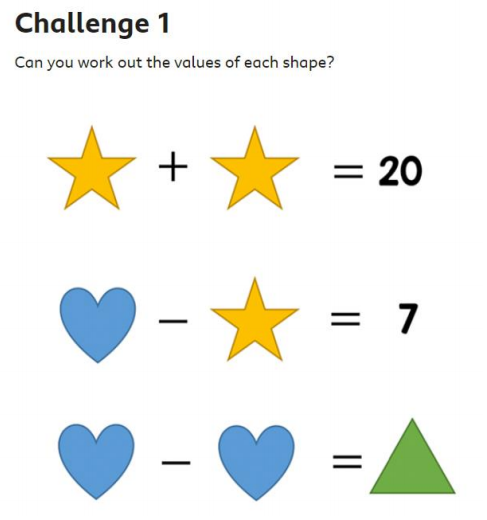 Challenge 1
Can you work out the values of each shape?
+ = 20
− = 7
− =